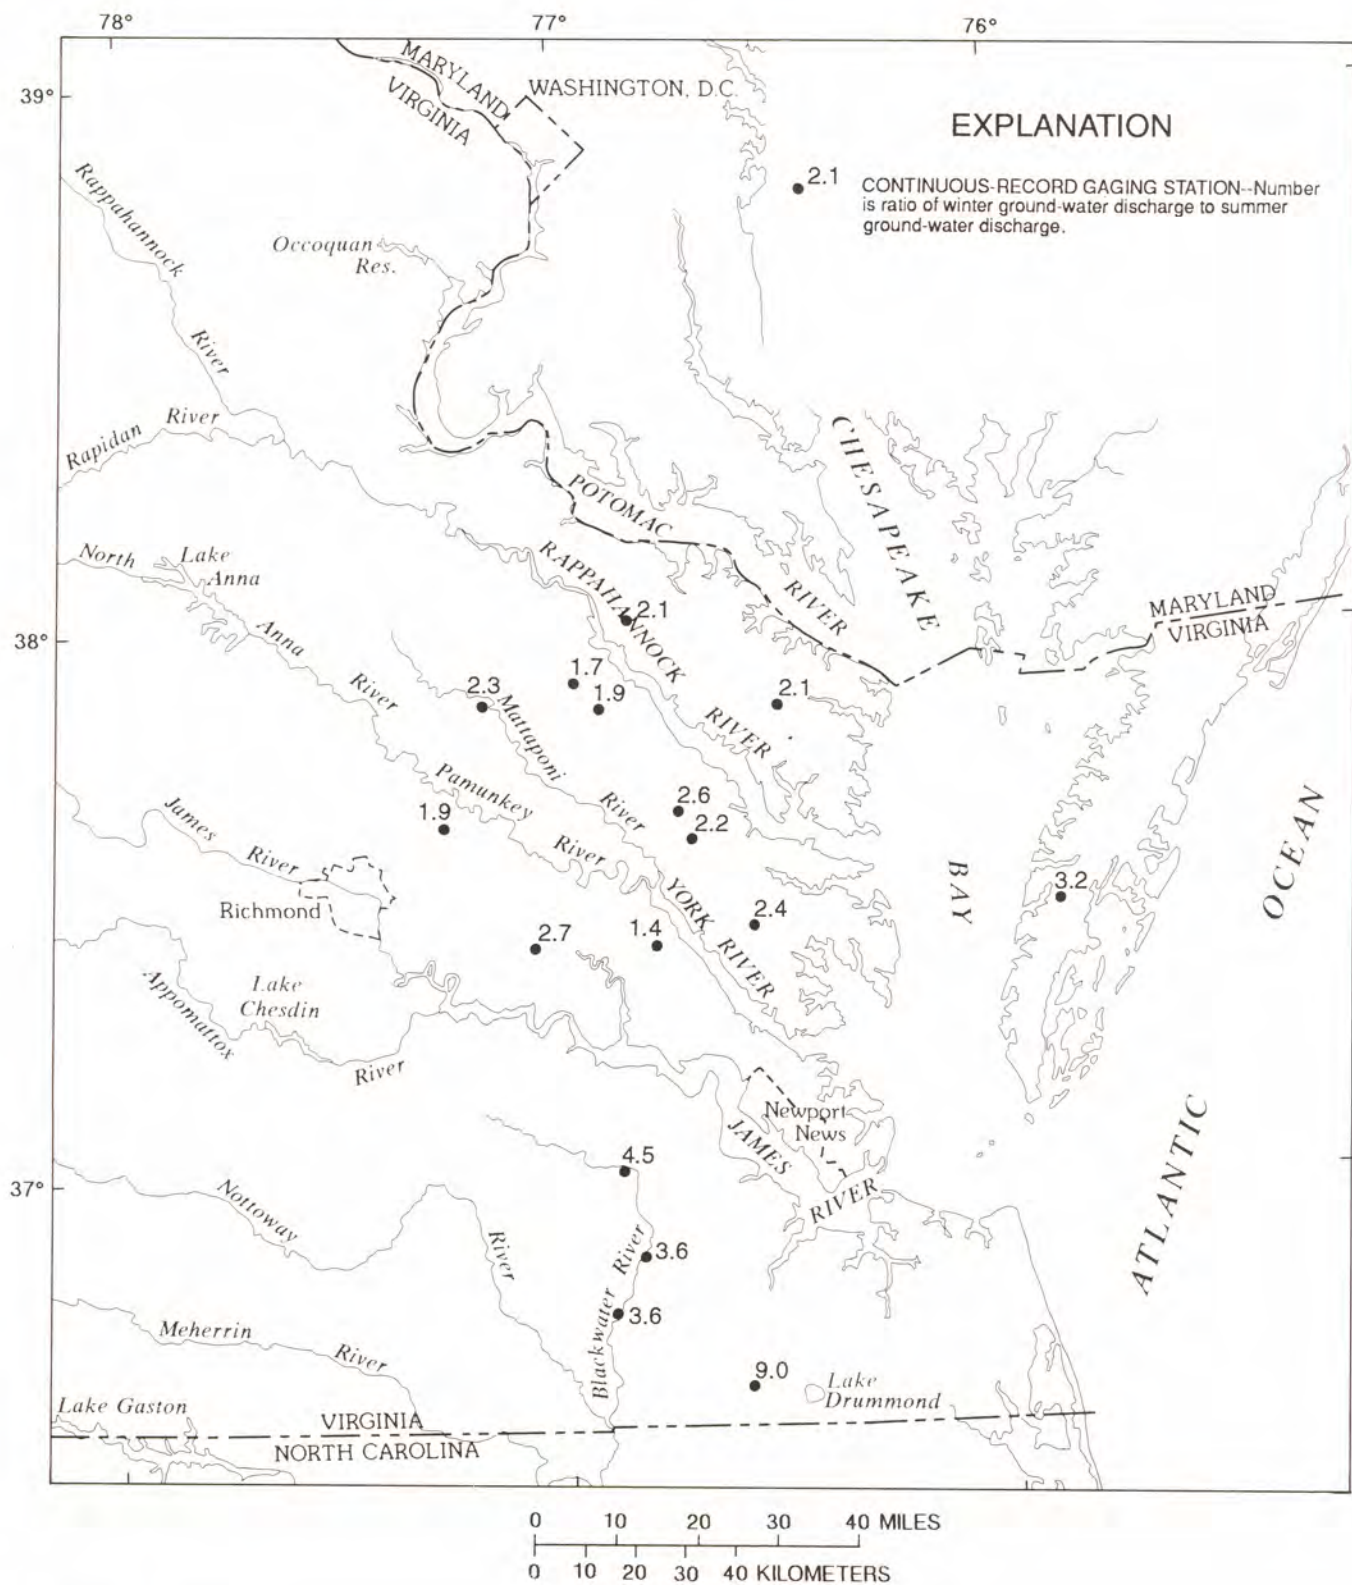 78°
77°
76°
39°
38°
37°
MARYLAND
VIRGINIA
WASHINGTON, D.C.
EXPLANATION
2.1
CONTINUOUS-RECORD GAGING STATION--Number
is ratio of winter ground-water discharge to summer
ground-water discharge.
Rappahannock
River
Occoquan
Res.
Rapidan
River
CHESAPEAKE
BAY
POTOMAC
RIVER
North
Anna
River
Lake
Anna
RAPPAHANNOCK
RIVER
MARYLAND
VIRGINIA
2.1
1.7
1.9
2.3
2.1
Mattaponi
River
Pamunkey
River
2.6
2.2
1.9
James
River
Richmond
YORK
RIVER
2.4
3.2
2.7
1.4
OCEAN
ATLANTIC
Appomattox
River
Lake
Chesdin
Newport
News
JAMES
RIVER
4.5
Nottoway
River
3.6
3.6
Blackwater
River
Meherrin
River
9.0
Lake
Drummond
Lake Gaston
VIRGINIA
NORTH CAROLINA
0 10 20 30 40 MILES
0 10 20 30 40 KILOMETERS